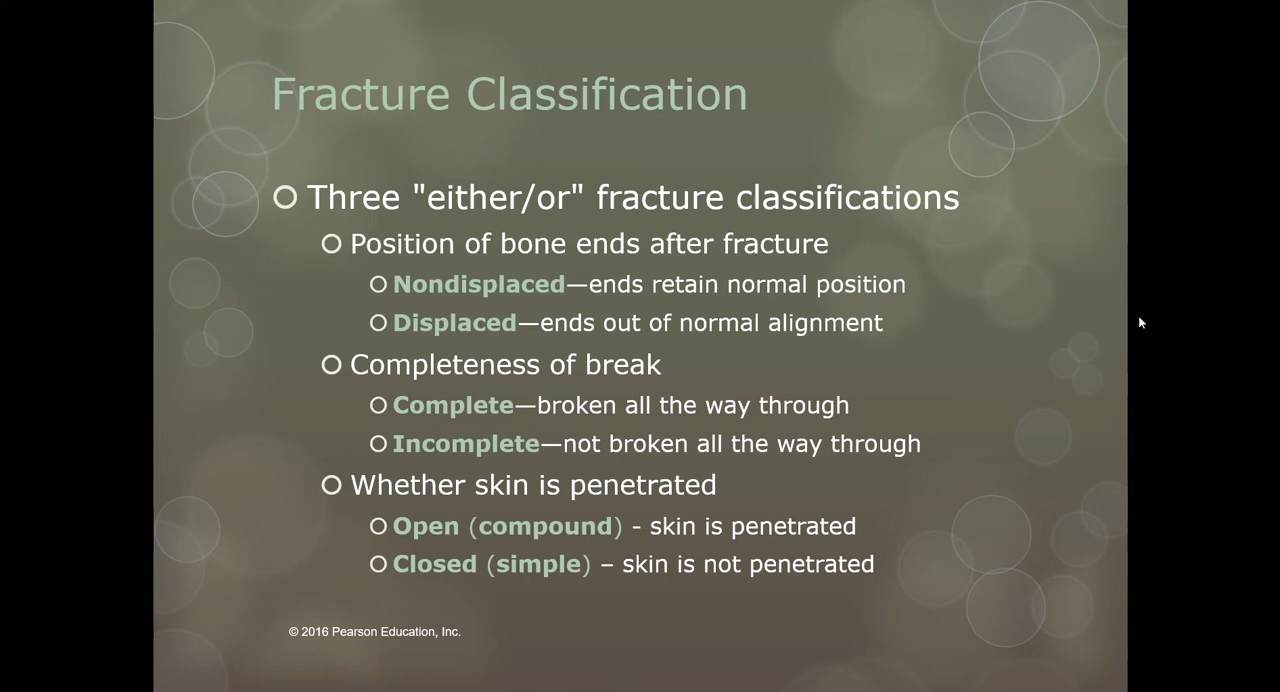 Fracture Classification
Three "either/or" fracture classifications
Position of bone ends after fracture
Nondisplaced—ends retain normal position
Displaced—ends out of normal alignment
Completeness of break
Complete—broken all the way through
Incomplete—not broken all the way through
Whether skin is penetrated
Open (compound) - skin is penetrated
Closed (simple) – skin is not penetrated
© 2016 Pearson Education, Inc.